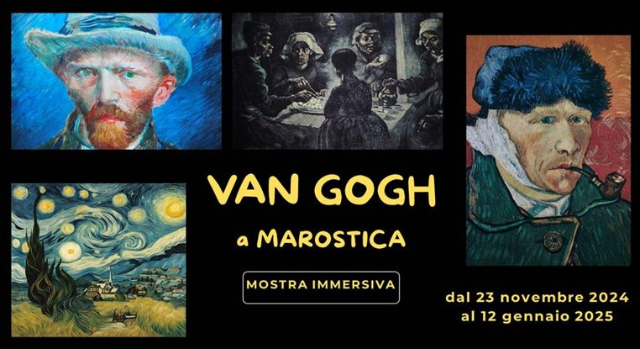 VAN GOGH
a MAROSTICA
MOSTRA IMMERSIVA
dal 23 novembre 2024
al 12 gennaio 2025